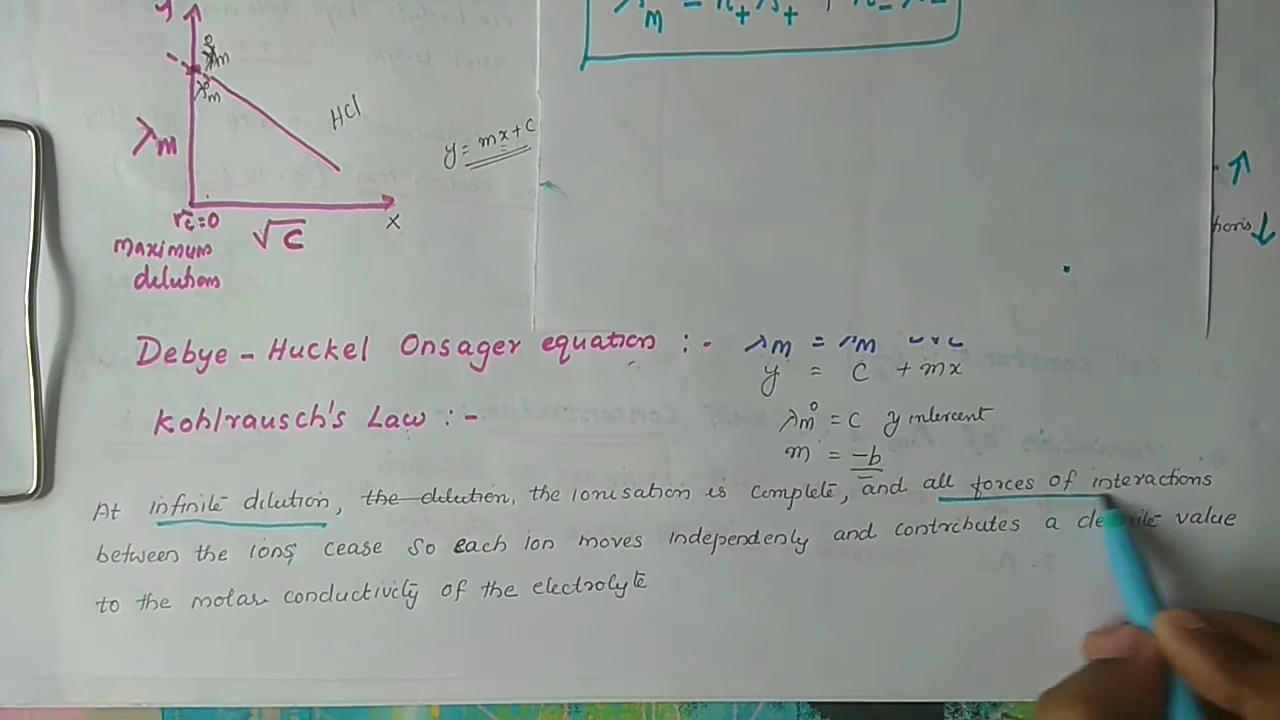 y
λ°m
λ°m
λm
HCl
y = mx + c
√c = 0
√c
x
maximum
dilution
Debye - Huckel Onsager equation :- λm =
y = C + mx
Kohlrausch's Law :-
λm° = C y intercent
m = -b
At infinite dilution, the dilution, the ionisation is complete, and all forces of interactions
between the ions, cease so each ion moves independenly and contributes a value
to the molar conductivity of the electrolyte